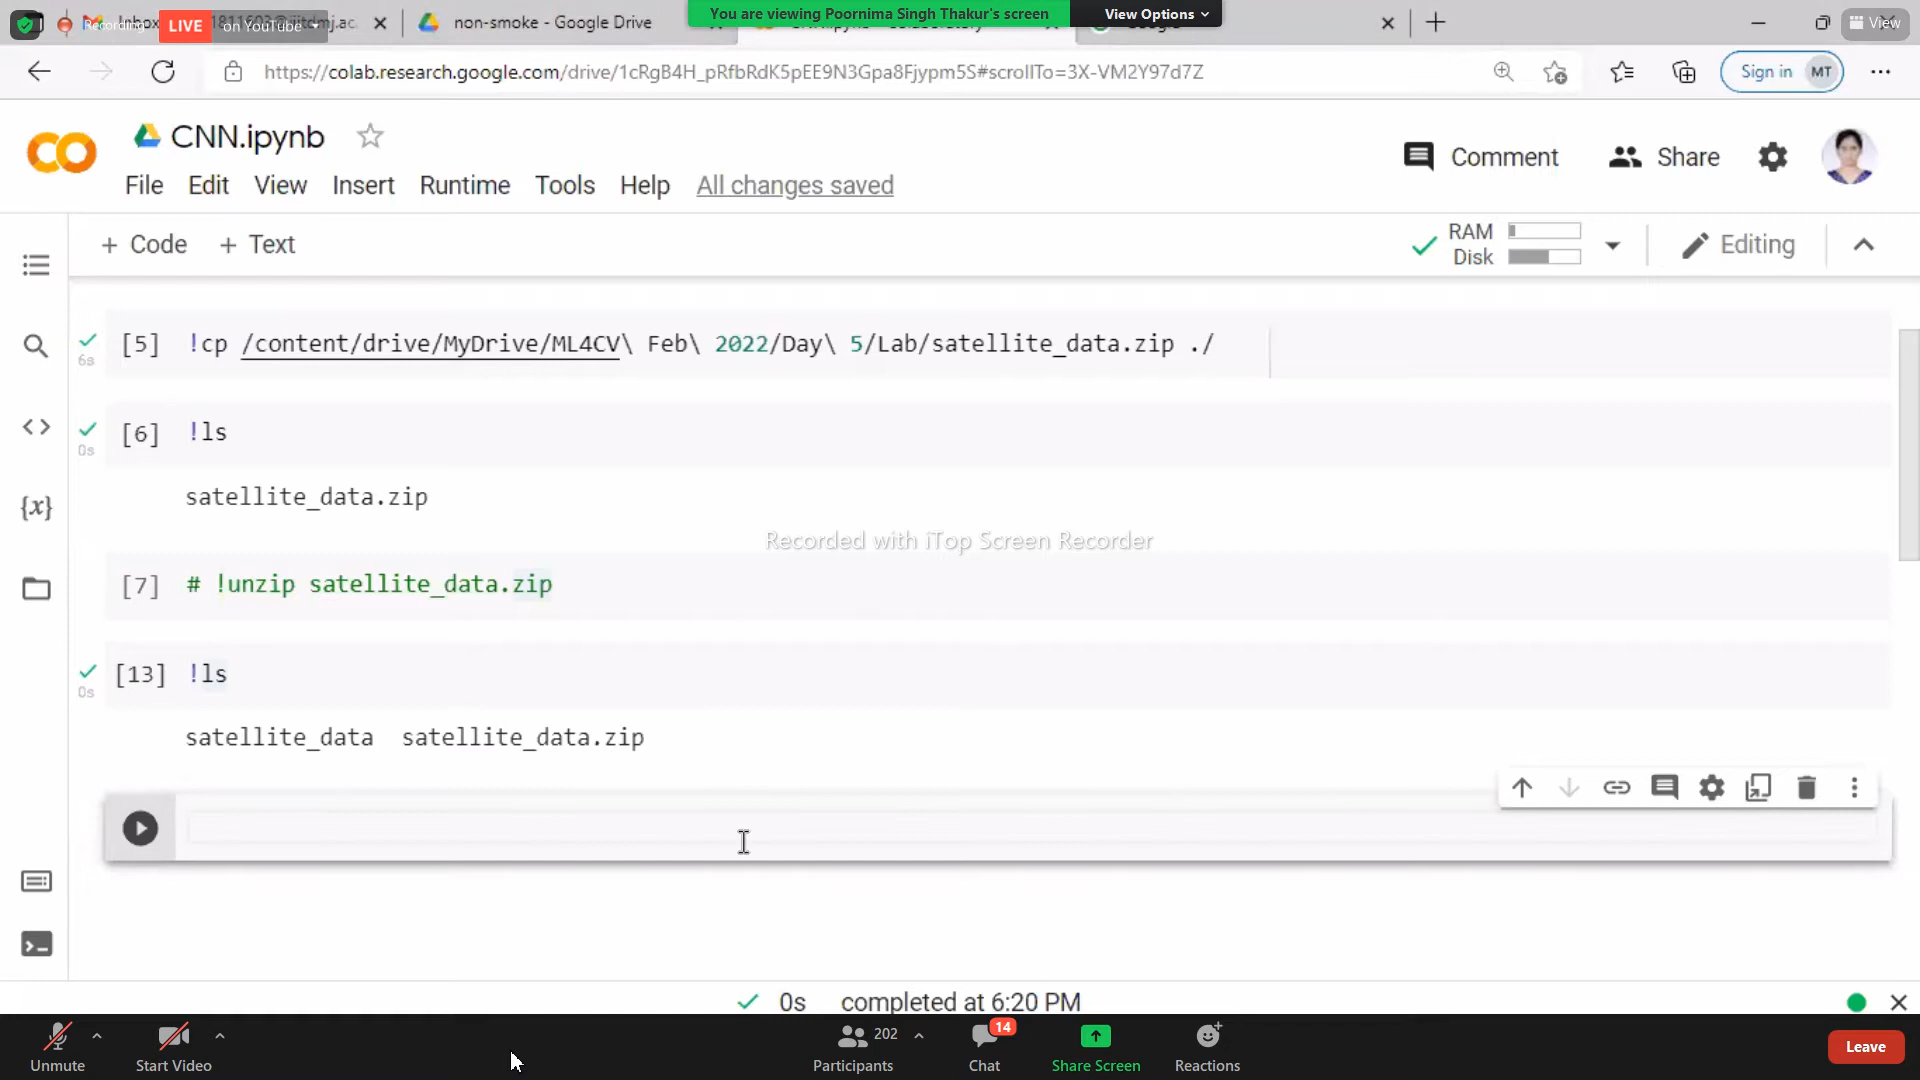 You are viewing Poornima Singh Thakur's screen
View Options
Recording
LIVE
on YouTube
non-smoke - Google Drive
View
https://colab.research.google.com/drive/1cRgB4H_pRfbRdK5pEE9N3Gpa8Fjypm5S#scrollTo=3X-VM2Y97d7Z
Sign in
MT
CNN.ipynb
Comment
Share
File Edit View Insert Runtime Tools Help All changes saved
+ Code + Text
RAM
Disk
Editing
6s
[5] !cp /content/drive/MyDrive/ML4CV\ Feb\ 2022/Day\ 5/Lab/satellite_data.zip ./
0s
[6] !ls
satellite_data.zip
Recorded with iTop Screen Recorder
[7] # !unzip satellite_data.zip
0s
[13] !ls
satellite_data satellite_data.zip
0s completed at 6:20 PM
Unmute
Start Video
202
Participants
14
Chat
Share Screen
Reactions
Leave